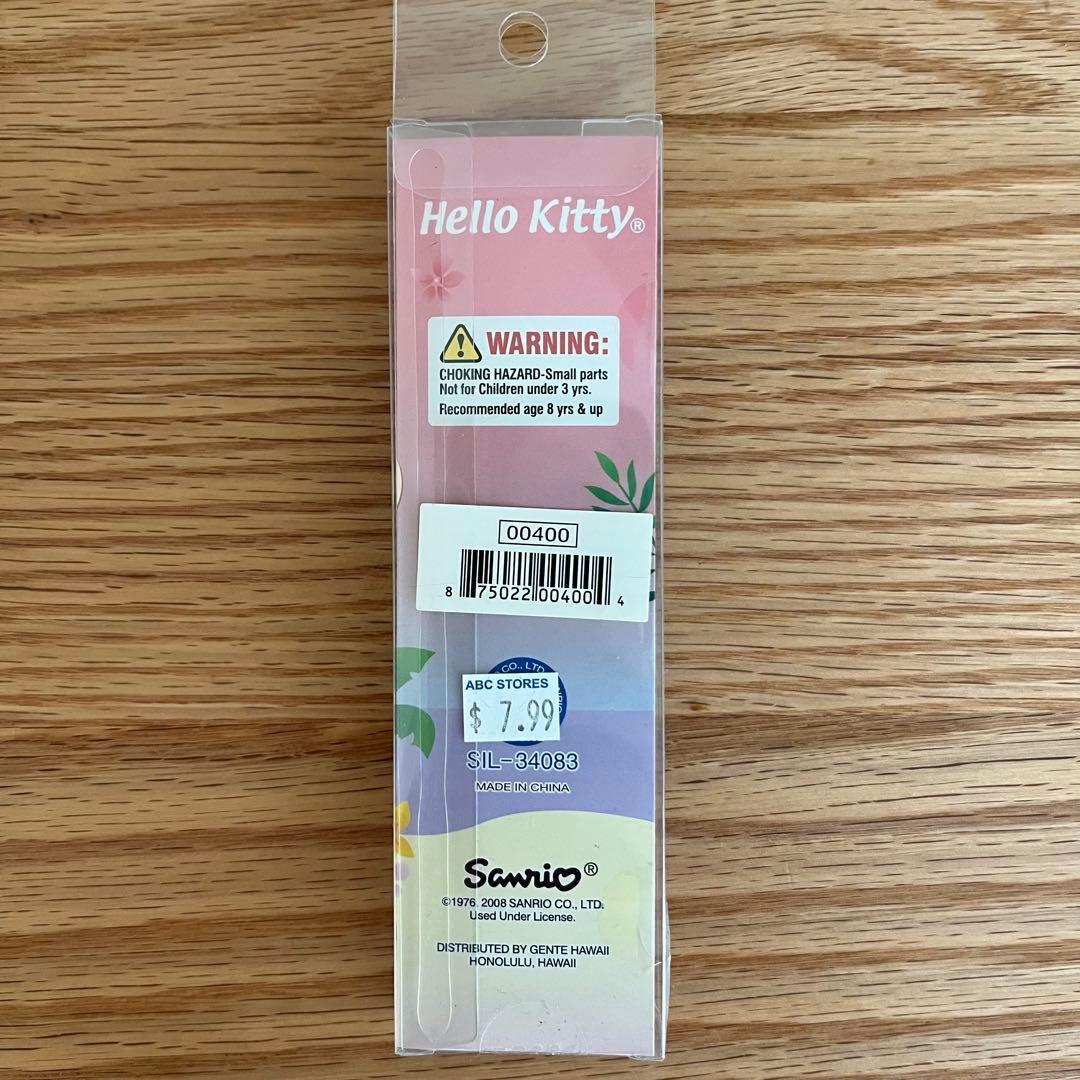 Hello Kitty®
WARNING:
CHOKING HAZARD-Small parts
Not for Children under 3 yrs.
Recommended age 8 yrs & up
00400
8 75022 00400 4
CO., LTD.
ABC STORES
$ 7.99
SIL-34083
MADE IN CHINA
Sanrio®
©1976, 2008 SANRIO CO., LTD.
Used Under License.
DISTRIBUTED BY GENTE HAWAII
HONOLULU, HAWAII